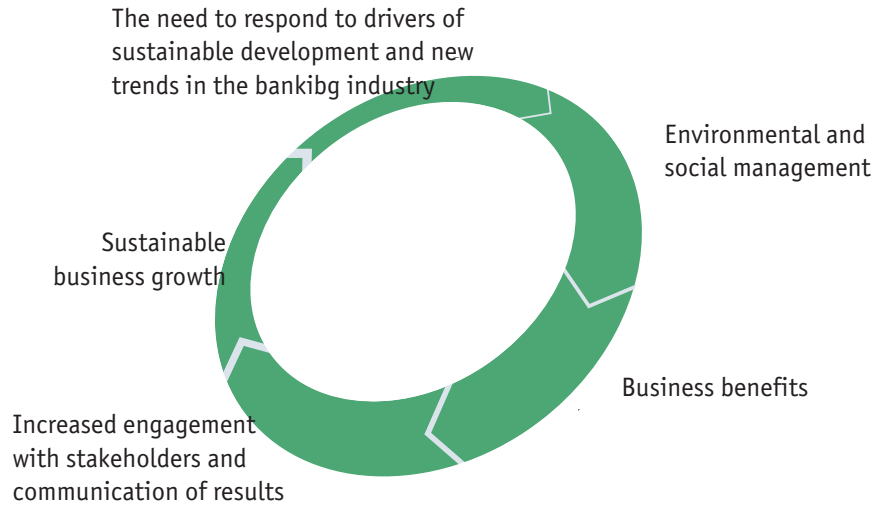 The need to respond to drivers of
sustainable development and new
trends in the bankibg industry
Environmental and
social management
Business benefits
Increased engagement
with stakeholders and
communication of results
Sustainable
business growth